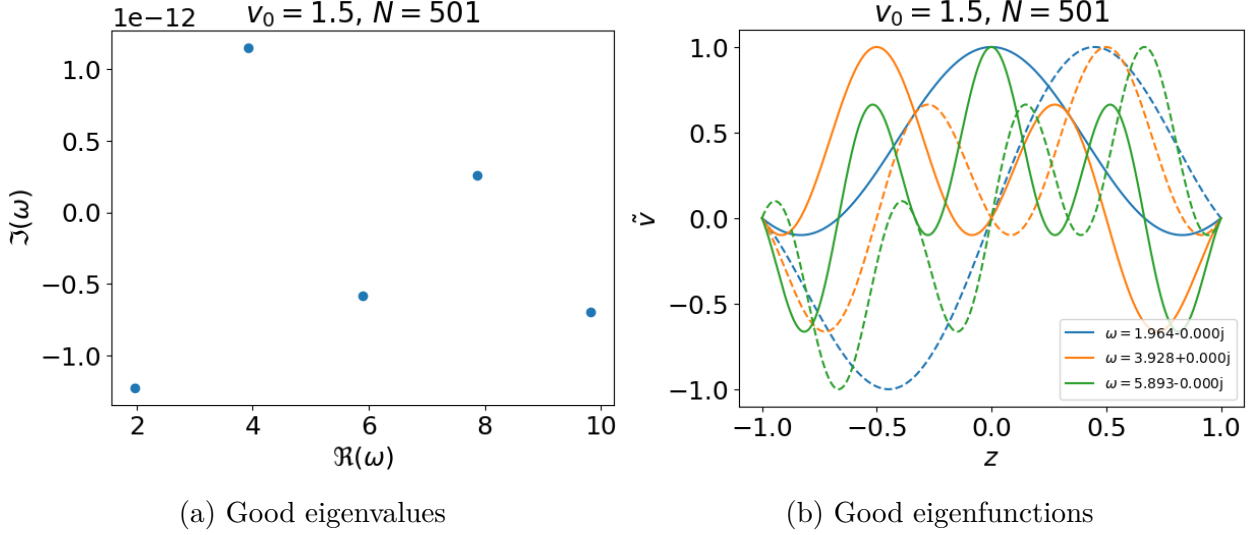 1e−12
v₀ = 1.5, N = 501
1.0
0.5
0.0
−0.5
−1.0
ℑ(ω)
2
4
6
8
10
ℜ(ω)
(a) Good eigenvalues
v₀ = 1.5, N = 501
1.0
0.5
0.0
−0.5
−1.0
ṽ
ω = 1.964-0.000j
ω = 3.928+0.000j
ω = 5.893-0.000j
−1.0
−0.5
0.0
0.5
1.0
z
(b) Good eigenfunctions